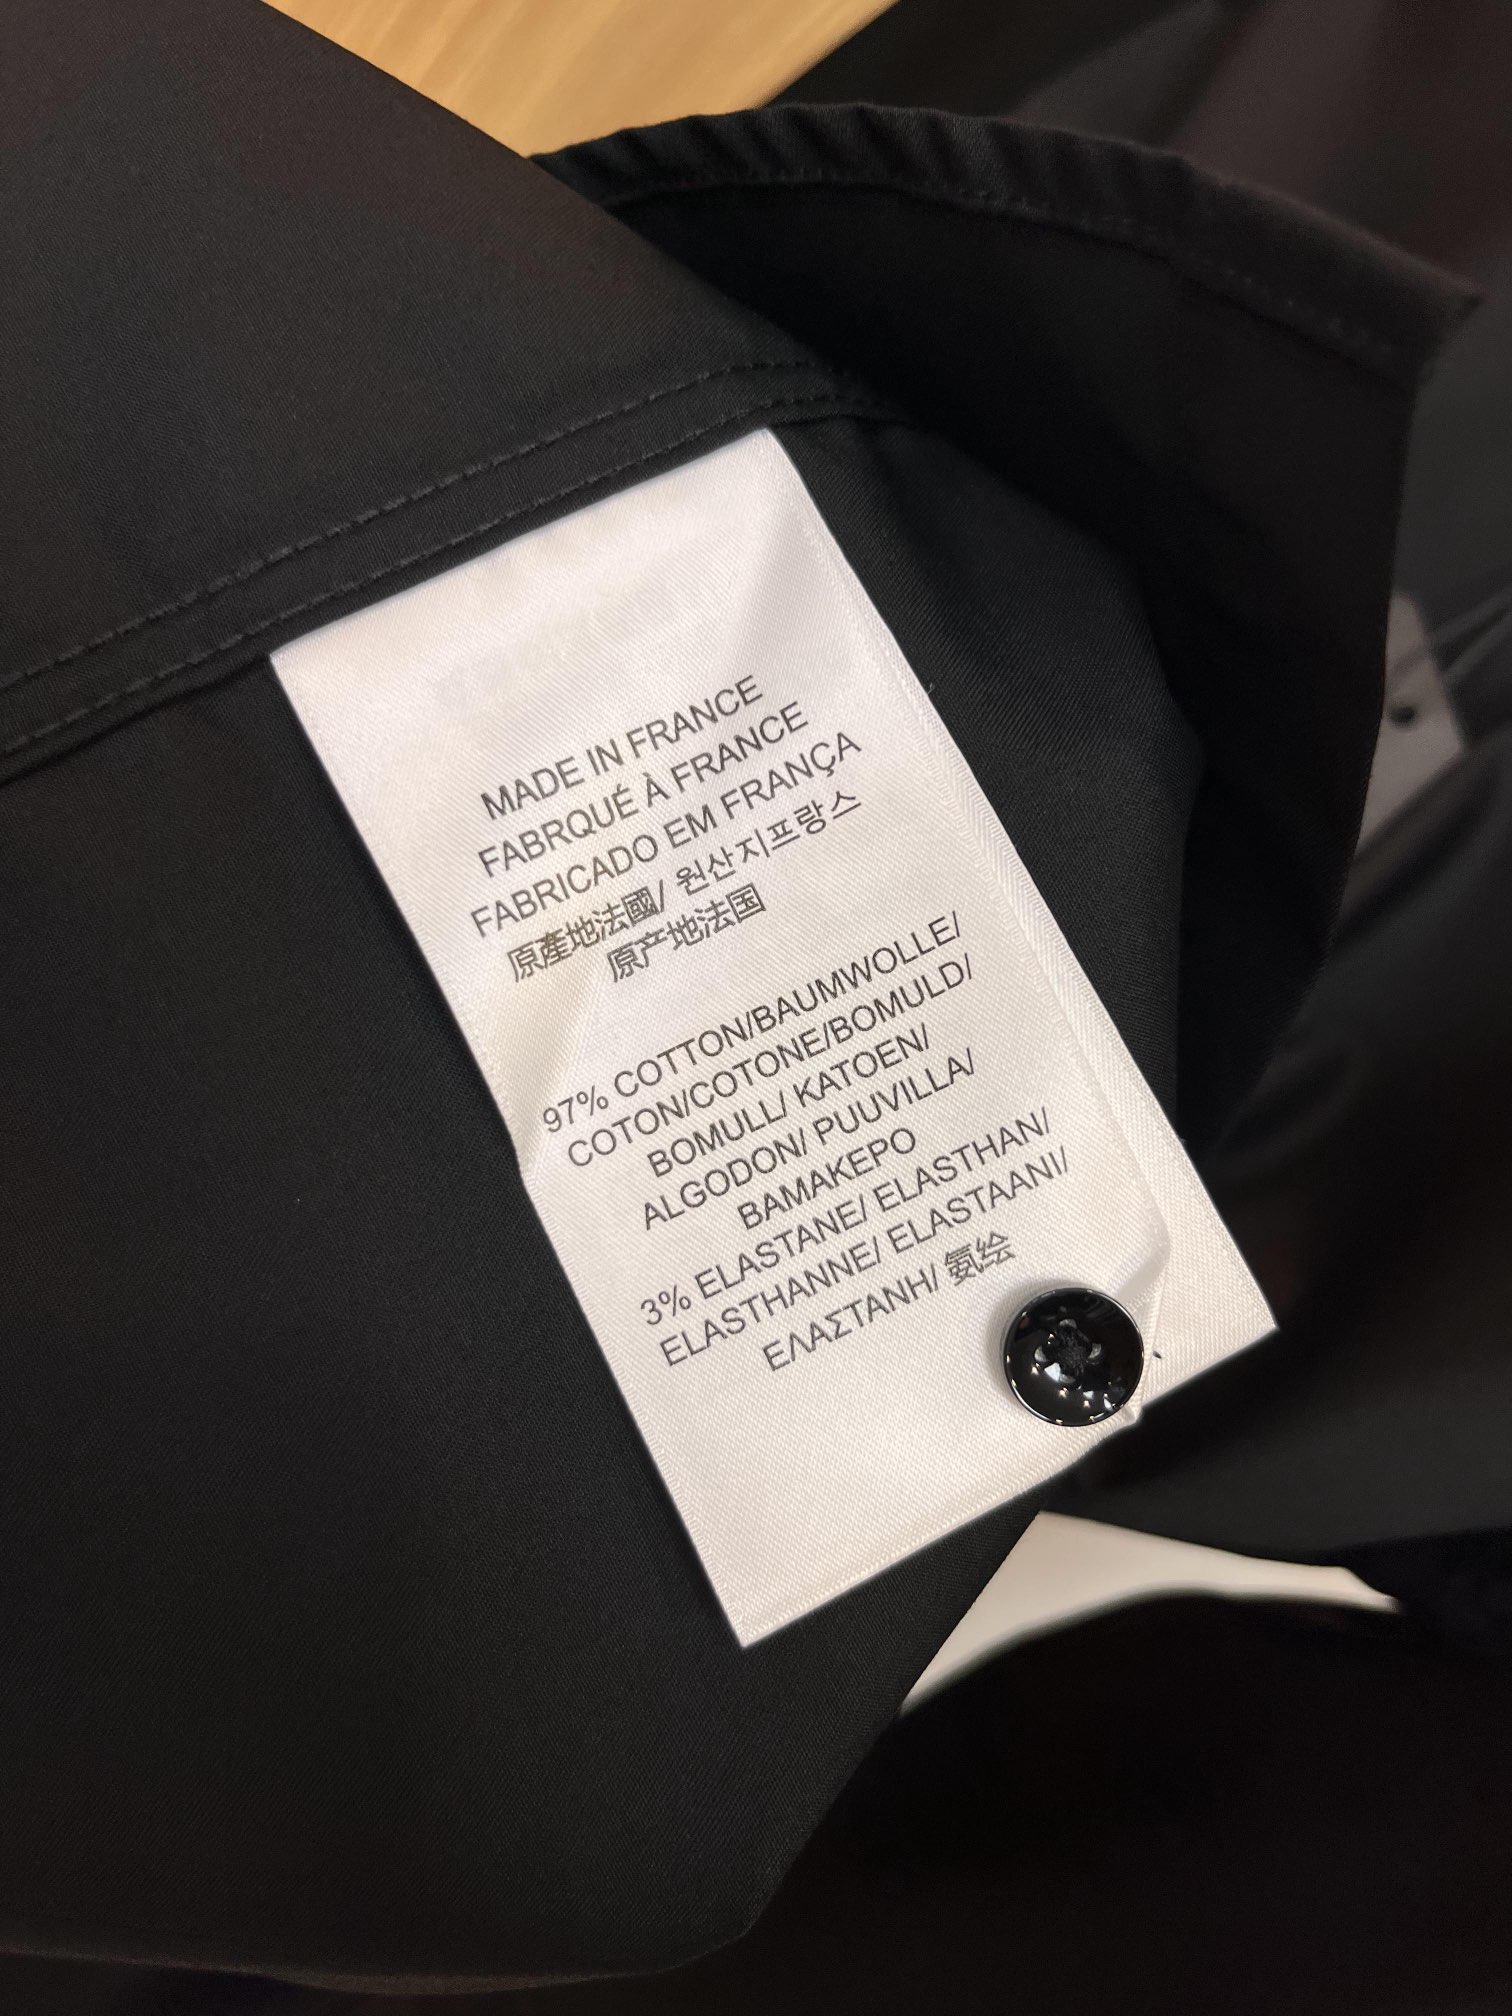 MADE IN FRANCE
FABRQUÉ À FRANCE
FABRICADO EM FRANÇA
原產地法國/ 원산지프랑스
原产地法国
97% COTTON/BAUMWOLLE/
COTON/COTONE/BOMULD/
BOMULL/ KATOEN/
ALGODON/ PUUVILLA/
BAMAKEPO
3% ELASTANE/ ELASTHAN/
ELASTHANNE/ ELASTAANI/
ΕΛΑΣΤΑΝΗ/ 氨绘